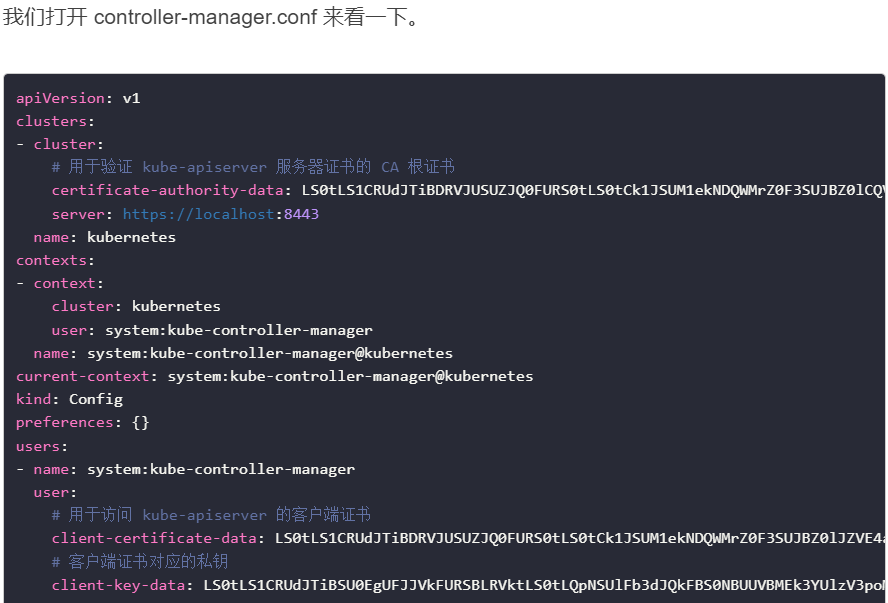 我们打开 controller-manager.conf 来看一下。
apiVersion: v1
clusters:
- cluster:
    # 用于验证 kube-apiserver 服务器证书的 CA 根证书
    certificate-authority-data: LS0tLS1CRUdJTiBDRVJUSUZJQ0FURS0tLS0tCk1JSUM1ekNDQWMrZ0F3SUJBZ0lCQV
    server: https://localhost:8443
  name: kubernetes
contexts:
- context:
    cluster: kubernetes
    user: system:kube-controller-manager
  name: system:kube-controller-manager@kubernetes
current-context: system:kube-controller-manager@kubernetes
kind: Config
preferences: {}
users:
- name: system:kube-controller-manager
  user:
    # 用于访问 kube-apiserver 的客户端证书
    client-certificate-data: LS0tLS1CRUdJTiBDRVJUSUZJQ0FURS0tLS0tCk1JSUM1ekNDQWMrZ0F3SUJBZ0lJZVE4a
    # 客户端证书对应的私钥
    client-key-data: LS0tLS1CRUdJTiBSU0EgUFJJVkFURSBLRVktLS0tLQpNSUlFb3dJQkFBS0NBUUVBMEk3YUlzV3poM